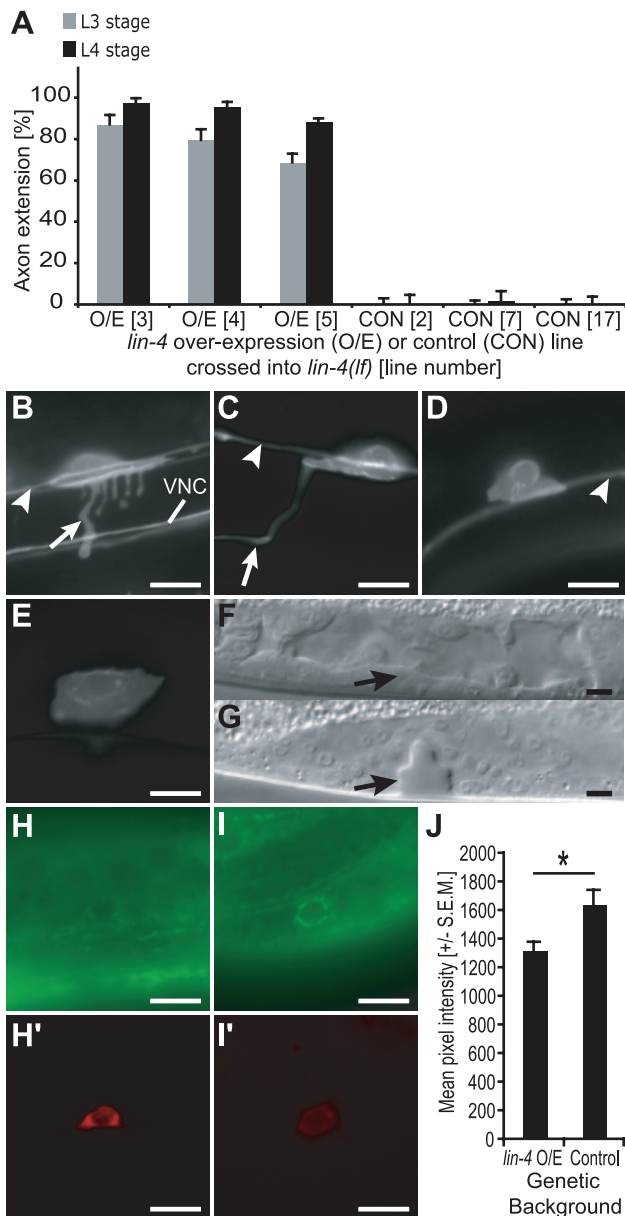 A
L3 stage
L4 stage
Axon extension [%]
100
80
60
40
20
0
O/E [3] O/E [4] O/E [5] CON [2] CON [7] CON [17]
lin-4 over-expression (O/E) or control (CON) line
crossed into lin-4(lf) [line number]
B
VNC
C
D
E
F
G
H
I
H'
I'
J
Mean pixel intensity [+/- S.E.M.]
2000
1800
1600
1400
1200
1000
800
600
400
200
0
*
lin-4 O/E Control
Genetic
Background